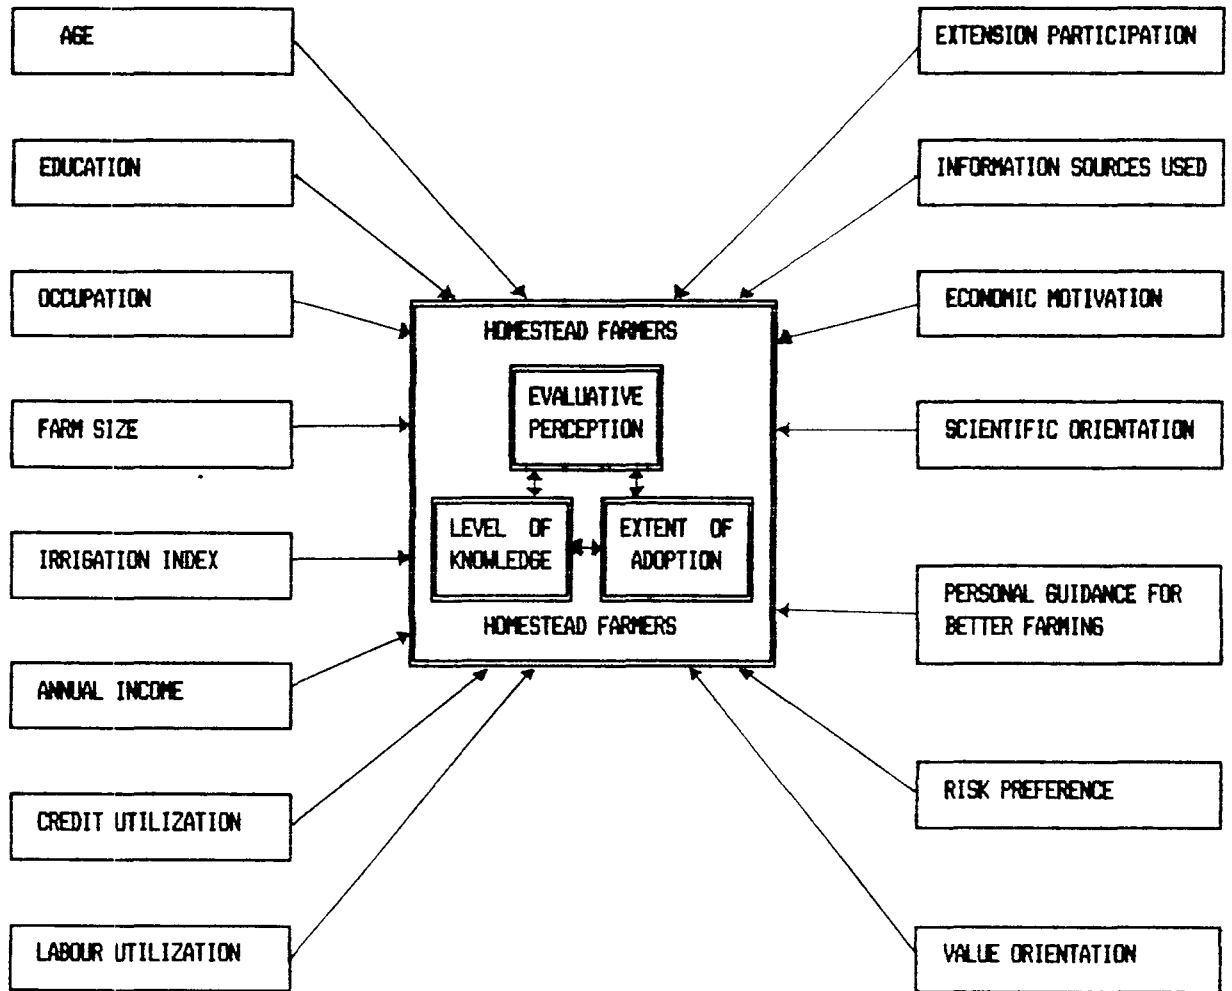 AGE
EDUCATION
OCCUPATION
FARM SIZE
IRRIGATION INDEX
ANNUAL INCOME
CREDIT UTILIZATION
LABOUR UTILIZATION
HOMESTEAD FARMERS
EVALUATIVE
PERCEPTION
LEVEL OF
KNOWLEDGE
EXTENT OF
ADOPTION
HOMESTEAD FARMERS
EXTENSION PARTICIPATION
INFORMATION SOURCES USED
ECONOMIC MOTIVATION
SCIENTIFIC ORIENTATION
PERSONAL GUIDANCE FOR
BETTER FARMING
RISK PREFERENCE
VALUE ORIENTATION